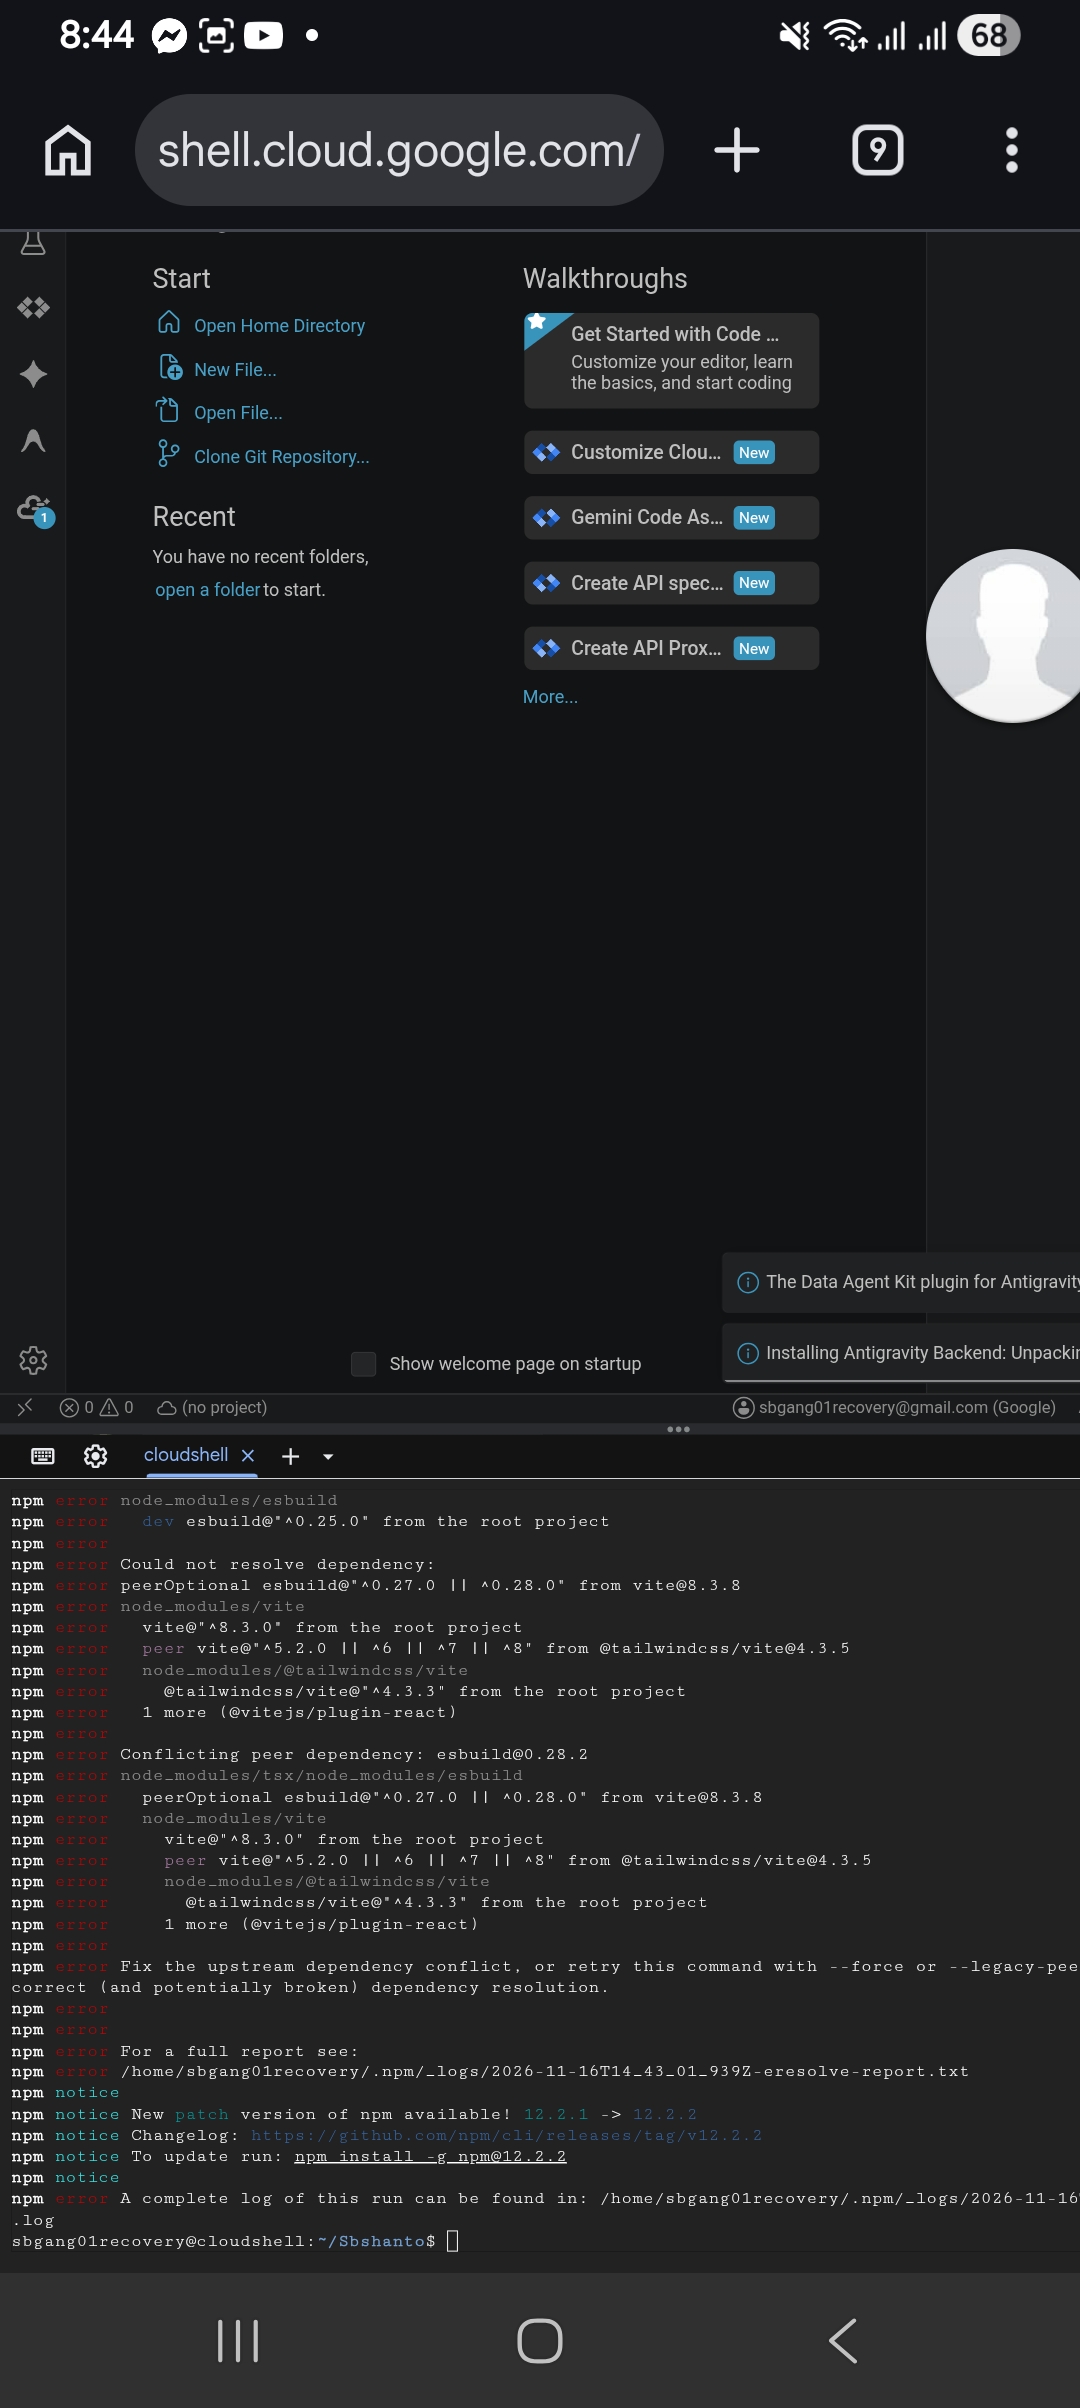 8:44
68
shell.cloud.google.com/
9
Start
Open Home Directory
New File...
Open File...
Clone Git Repository...
Recent
You have no recent folders,
open a folder to start.
Walkthroughs
Get Started with Code ...
Customize your editor, learn
the basics, and start coding
Customize Clou... New
Gemini Code As... New
Create API spec... New
Create API Prox... New
More...
1
The Data Agent Kit plugin for Antigravity
Installing Antigravity Backend: Unpackin
Show welcome page on startup
0 0 (no project)
sbgang01recovery@gmail.com (Google)
cloudshell
npm error node_modules/esbuild
npm error   dev esbuild@"^0.25.0" from the root project
npm error
npm error Could not resolve dependency:
npm error peerOptional esbuild@"^0.27.0 || ^0.28.0" from vite@8.3.8
npm error node_modules/vite
npm error   vite@"^8.3.0" from the root project
npm error   peer vite@"^5.2.0 || ^6 || ^7 || ^8" from @tailwindcss/vite@4.3.5
npm error   node_modules/@tailwindcss/vite
npm error     @tailwindcss/vite@"^4.3.3" from the root project
npm error   1 more (@vitejs/plugin-react)
npm error
npm error Conflicting peer dependency: esbuild@0.28.2
npm error node_modules/tsx/node_modules/esbuild
npm error   peerOptional esbuild@"^0.27.0 || ^0.28.0" from vite@8.3.8
npm error   node_modules/vite
npm error     vite@"^8.3.0" from the root project
npm error     peer vite@"^5.2.0 || ^6 || ^7 || ^8" from @tailwindcss/vite@4.3.5
npm error     node_modules/@tailwindcss/vite
npm error       @tailwindcss/vite@"^4.3.3" from the root project
npm error     1 more (@vitejs/plugin-react)
npm error
npm error Fix the upstream dependency conflict, or retry this command with --force or --legacy-pee
correct (and potentially broken) dependency resolution.
npm error
npm error
npm error For a full report see:
npm error /home/sbgang01recovery/.npm/_logs/2026-11-16T14_43_01_939Z-eresolve-report.txt
npm notice
npm notice New patch version of npm available! 12.2.1 -> 12.2.2
npm notice Changelog: https://github.com/npm/cli/releases/tag/v12.2.2
npm notice To update run: npm install -g npm@12.2.2
npm notice
npm error A complete log of this run can be found in: /home/sbgang01recovery/.npm/_logs/2026-11-16
.log
sbgang01recovery@cloudshell:~/Sbshanto$